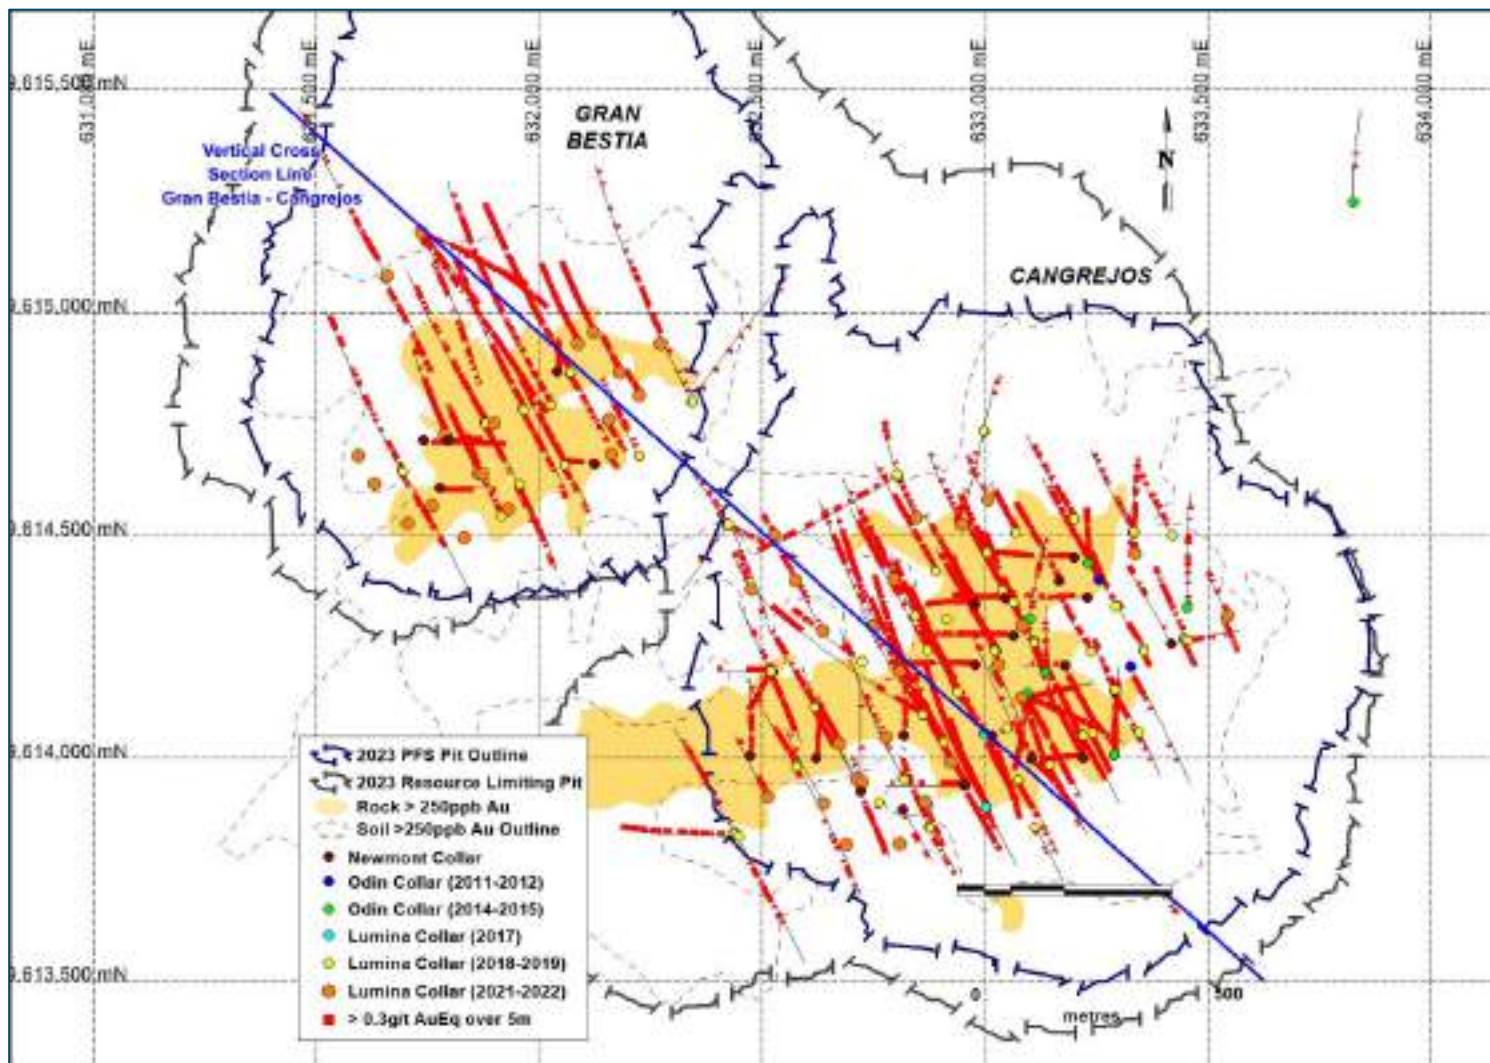 631,000 mE
631,500 mE
632,000 mE
632,500 mE
633,000 mE
633,500 mE
634,000 mE
9,615,500 mN
GRAN
BESTIA
Vertical Cross
Section Line
Gran Bestia - Cangrejos
N
CANGREJOS
9,615,000 mN
9,614,500 mN
9,614,000 mN
2023 PFS Pit Outline
2023 Resource Limiting Pit
Rock > 250ppb Au
Soil >250ppb Au Outline
Newmont Collar
Odin Collar (2011-2012)
Odin Collar (2014-2015)
Lumina Collar (2017)
Lumina Collar (2018-2019)
Lumina Collar (2021-2022)
> 0.3g/t AuEq over 5m
9,613,500 mN
0
500
metres